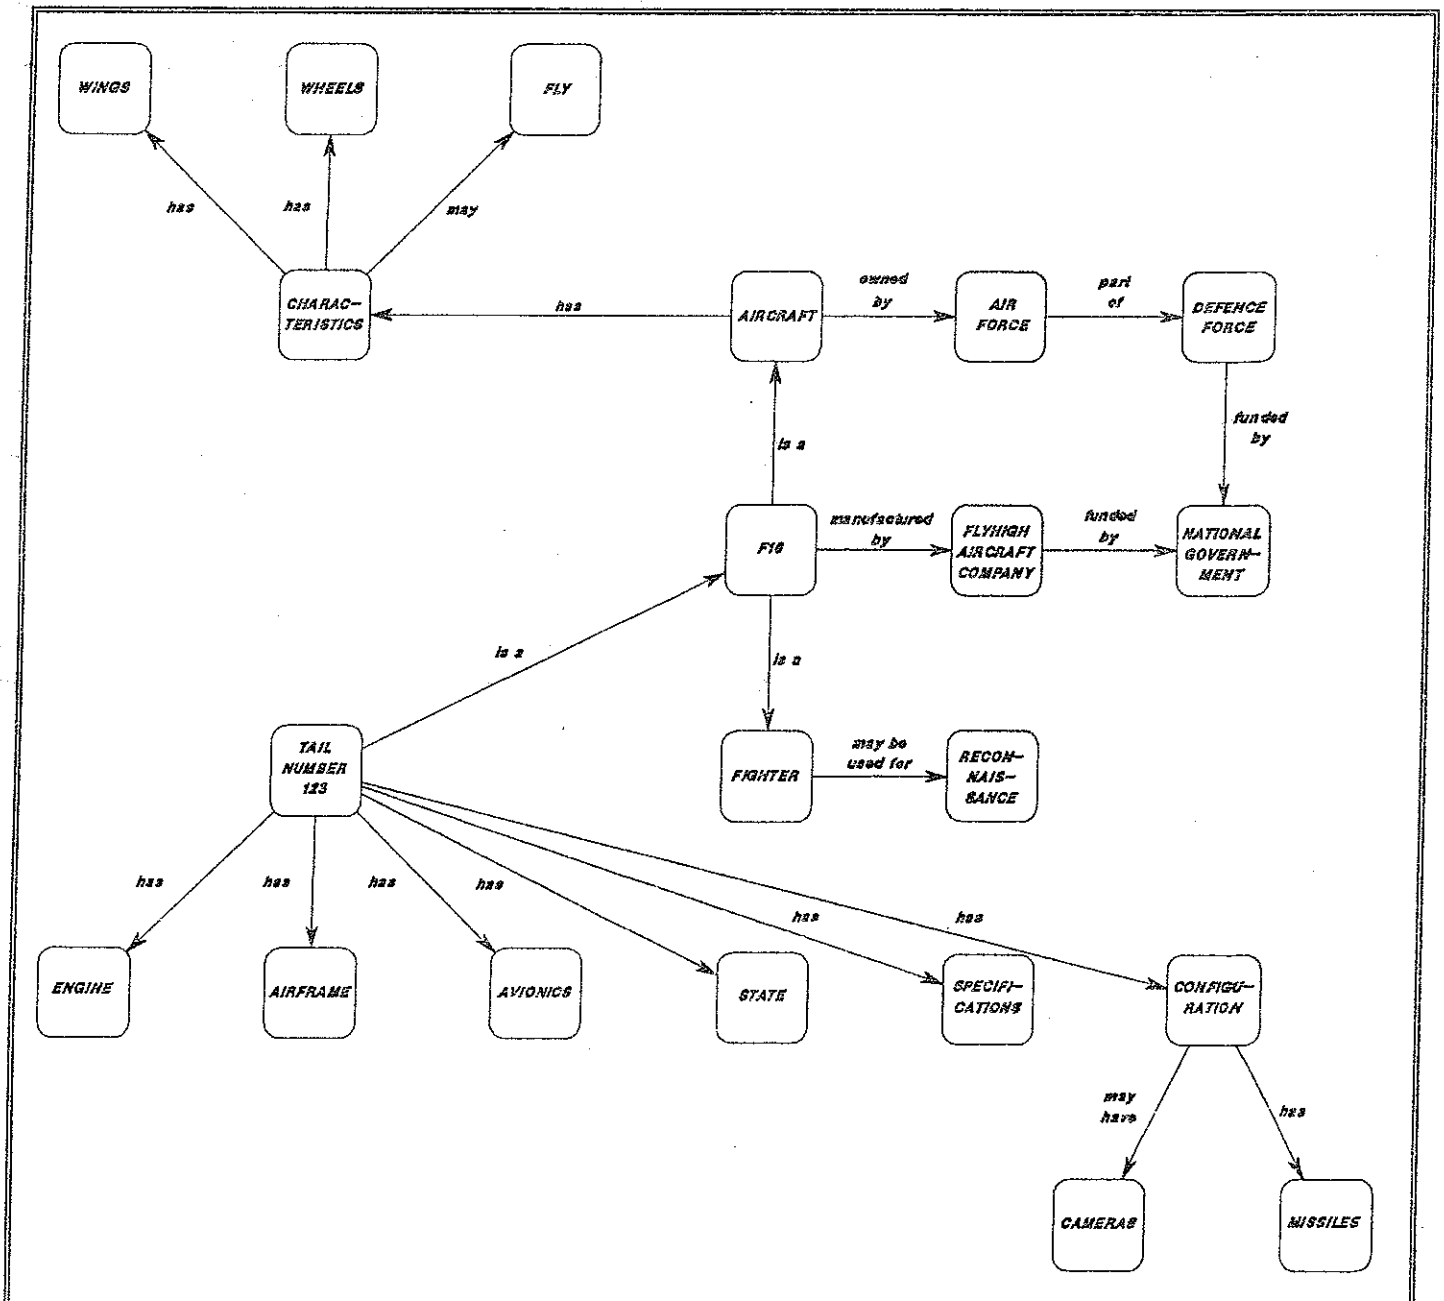 WINGS
WHEELS
FLY
has
has
may
CHARAC-
TERISTICS
has
AIRCRAFT
owned
by
AIR
FORCE
part
of
DEFENCE
FORCE
is a
funded
by
F16
manufactured
by
FLYHIGH
AIRCRAFT
COMPANY
funded
by
NATIONAL
GOVERN-
MENT
is a
is a
TAIL
NUMBER
123
FIGHTER
may be
used for
RECON-
NAIS-
SANCE
has
has
has
has
has
has
ENGINE
AIRFRAME
AVIONICS
STATE
SPECIFI-
CATIONS
CONFIGU-
RATION
may
have
has
CAMERAS
MISSILES